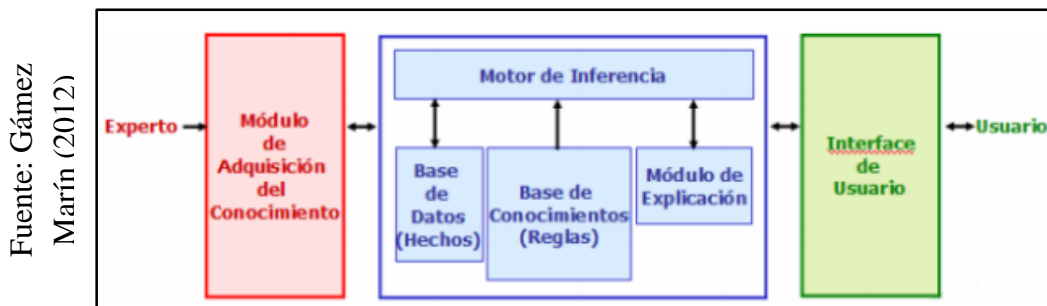 Fuente: Gámez
Marín (2012)
Experto
Módulo
de
Adquisición
del
Conocimiento
Motor de Inferencia
Base
de
Datos
(Hechos)
Base de
Conocimientos
(Reglas)
Módulo de
Explicación
Interface
de
Usuario
Usuario